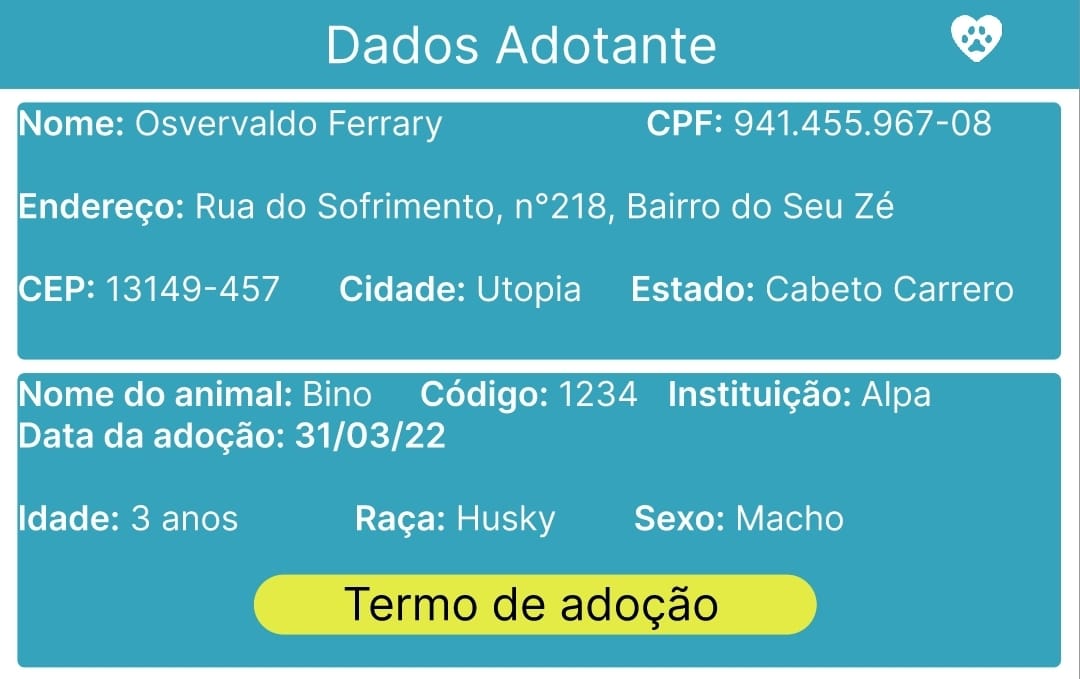 Dados Adotante
Nome: Osvervaldo Ferrary CPF: 941.455.967-08
Endereço: Rua do Sofrimento, n°218, Bairro do Seu Zé
CEP: 13149-457 Cidade: Utopia Estado: Cabeto Carrero
Nome do animal: Bino Código: 1234 Instituição: Alpa
Data da adoção: 31/03/22
Idade: 3 anos Raça: Husky Sexo: Macho
Termo de adoção